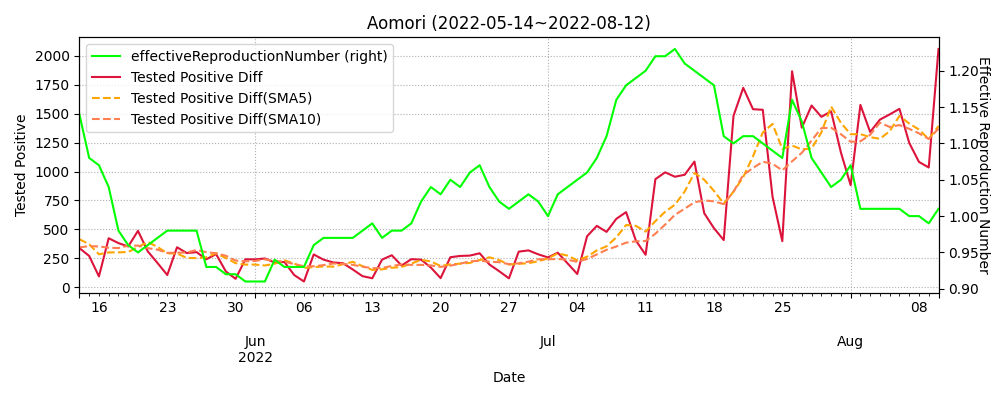 Aomori (2022-05-14~2022-08-12)
effectiveReproductionNumber (right)
Tested Positive Diff
Tested Positive Diff(SMA5)
Tested Positive Diff(SMA10)
Tested Positive
2000
1750
1500
1250
1000
750
500
250
0
1.20
1.15
1.10
1.05
1.00
0.95
0.90
Effective Reproduction Number
16 23 30 06 13 20 27 04 11 18 25 08
Jun Jul Aug
2022
Date